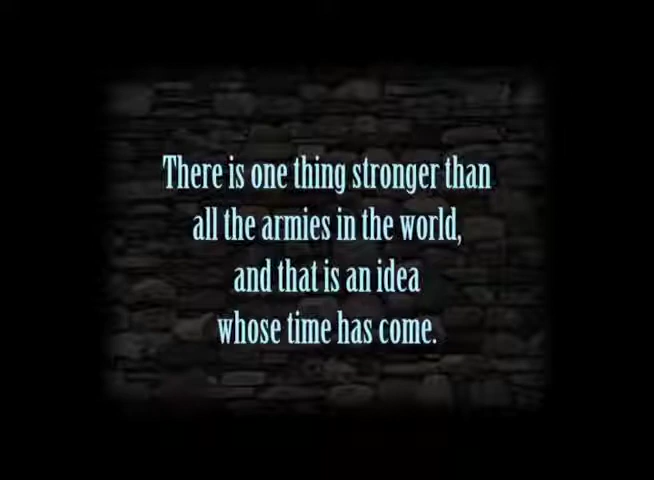 There is one thing stronger than
all the armies in the world,
and that is an idea
whose time has come.